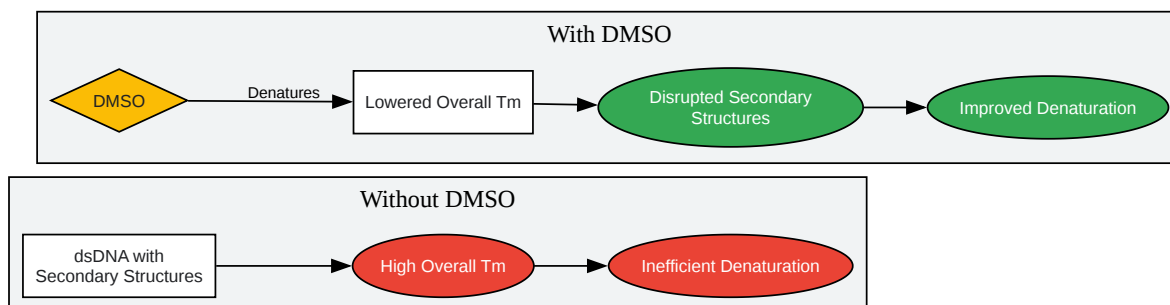 With DMSO
DMSO
Denatures
Lowered Overall Tm
Disrupted Secondary
Structures
Improved Denaturation
Without DMSO
dsDNA with
Secondary Structures
High Overall Tm
Inefficient Denaturation